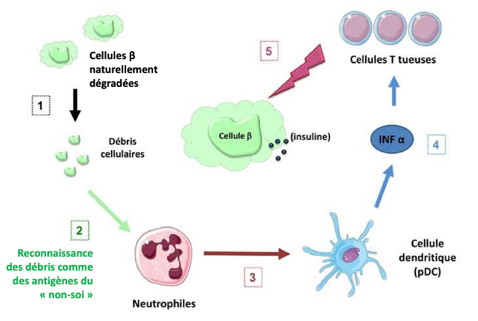 Cellules β
naturellement
dégradées
1
Débris
cellulaires
2
Reconnaissance
des débris comme
des antigènes du
« non-soi »
Neutrophiles
3
Cellule
dendritique
(pDC)
INF α
4
Cellules T tueuses
5
Cellule β
(insuline)